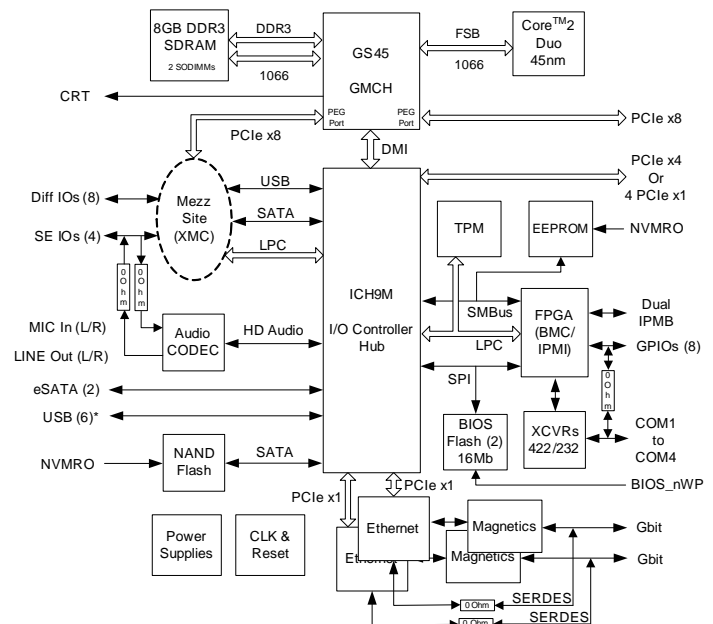 8GB DDR3
SDRAM
2 SODIMMs
DDR3
1066
GS45
GMCH
FSB
1066
Core™2
Duo
45nm
CRT
PEG
Port
PEG
Port
PCIe x8
PCIe x8
DMI
PCIe x4
Or
4 PCIe x1
Diff IOs (8)
SE IOs (4)
Mezz
Site
(XMC)
USB
SATA
LPC
TPM
EEPROM
NVMRO
ICH9M
I/O Controller
Hub
SMBus
LPC
SPI
FPGA
(BMC/
IPMI)
Dual
IPMB
GPIOs (8)
0 Ohm
0 Ohm
0 Ohm
MIC In (L/R)
LINE Out (L/R)
Audio
CODEC
HD Audio
eSATA (2)
USB (6)*
BIOS
Flash (2)
16Mb
XCVRs
422/232
COM1
to
COM4
NVMRO
NAND
Flash
SATA
BIOS_nWP
PCIe x1
PCIe x1
Power
Supplies
CLK &
Reset
Ethernet
Magnetics
Gbit
Magnetics
Gbit
0 Ohm
SERDES
0 Ohm
SERDES